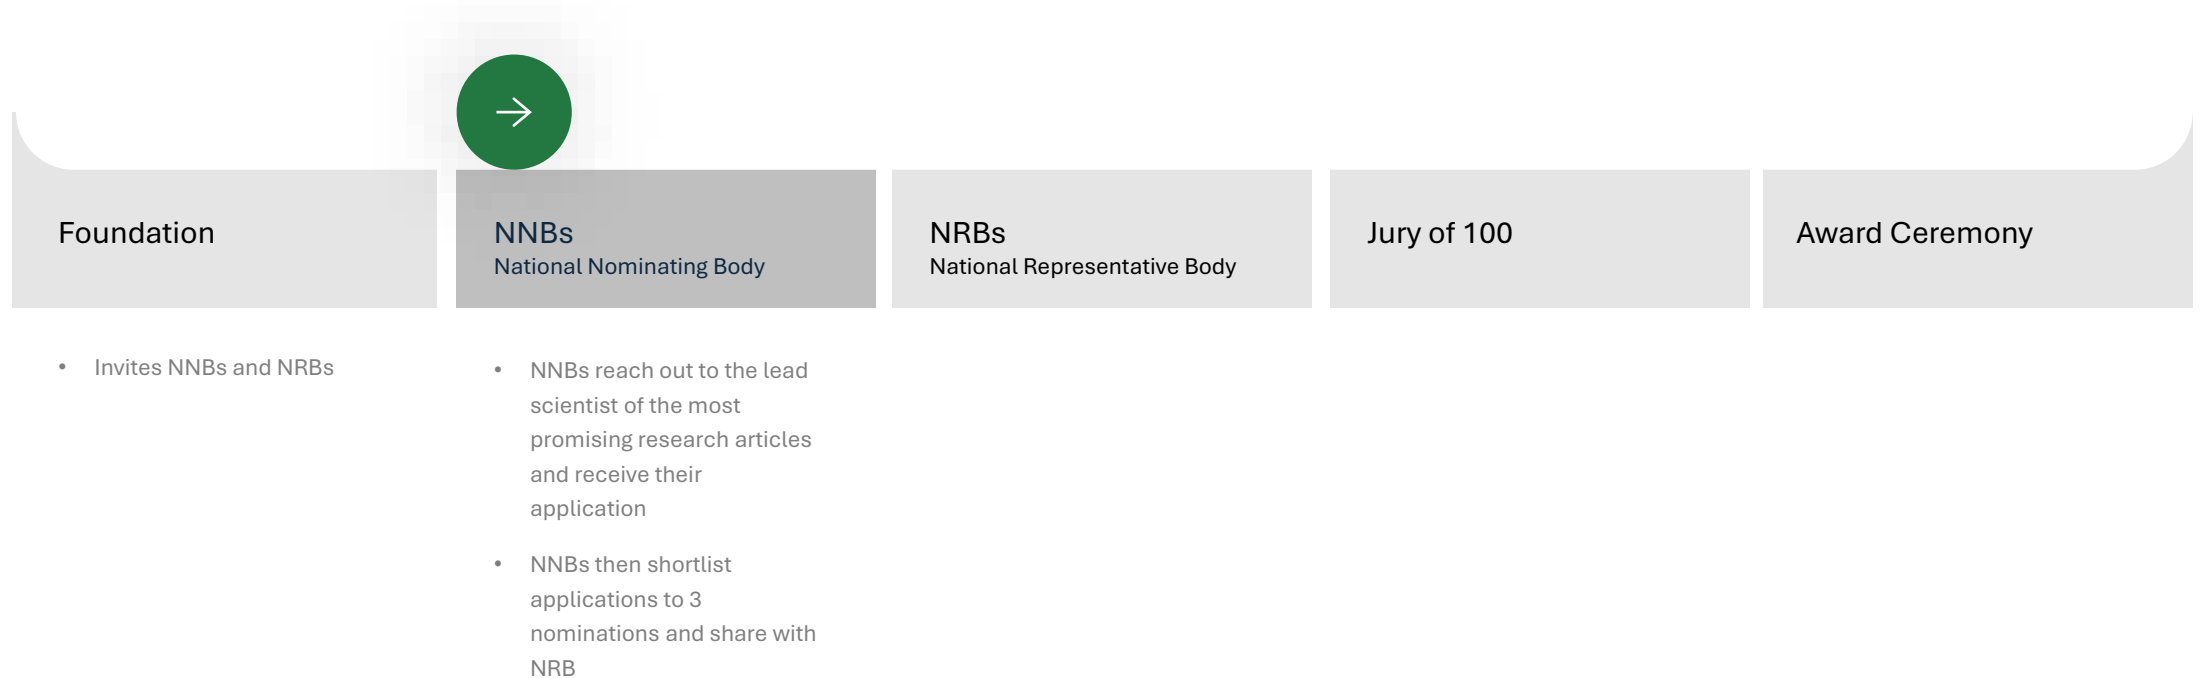 Foundation
NNBs
National Nominating Body
NRBs
National Representative Body
Jury of 100
Award Ceremony
• Invites NNBs and NRBs
• NNBs reach out to the lead
scientist of the most
promising research articles
and receive their
application
• NNBs then shortlist
applications to 3
nominations and share with
NRB